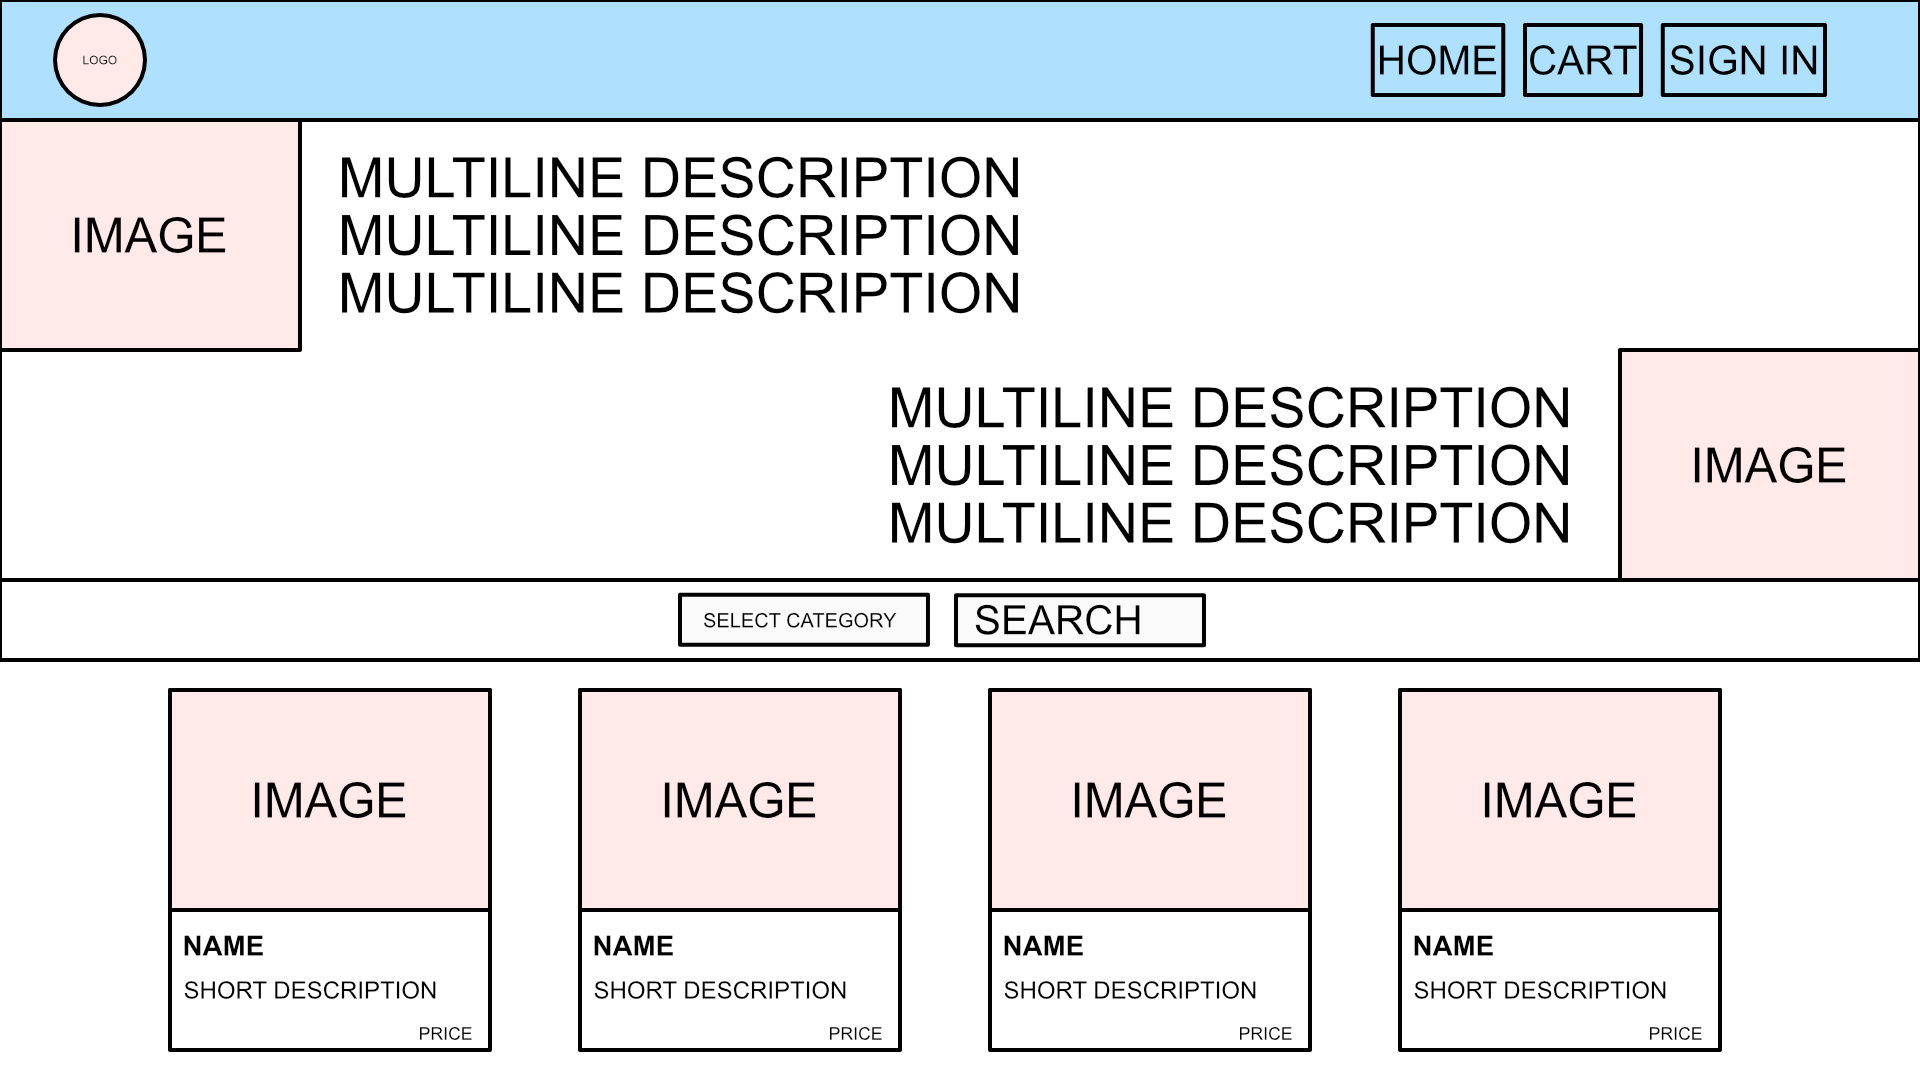 LOGO
HOME
CART
SIGN IN
IMAGE
MULTILINE DESCRIPTION
MULTILINE DESCRIPTION
MULTILINE DESCRIPTION
MULTILINE DESCRIPTION
MULTILINE DESCRIPTION
MULTILINE DESCRIPTION
IMAGE
SELECT CATEGORY
SEARCH
IMAGE
NAME
SHORT DESCRIPTION
PRICE
IMAGE
NAME
SHORT DESCRIPTION
PRICE
IMAGE
NAME
SHORT DESCRIPTION
PRICE
IMAGE
NAME
SHORT DESCRIPTION
PRICE